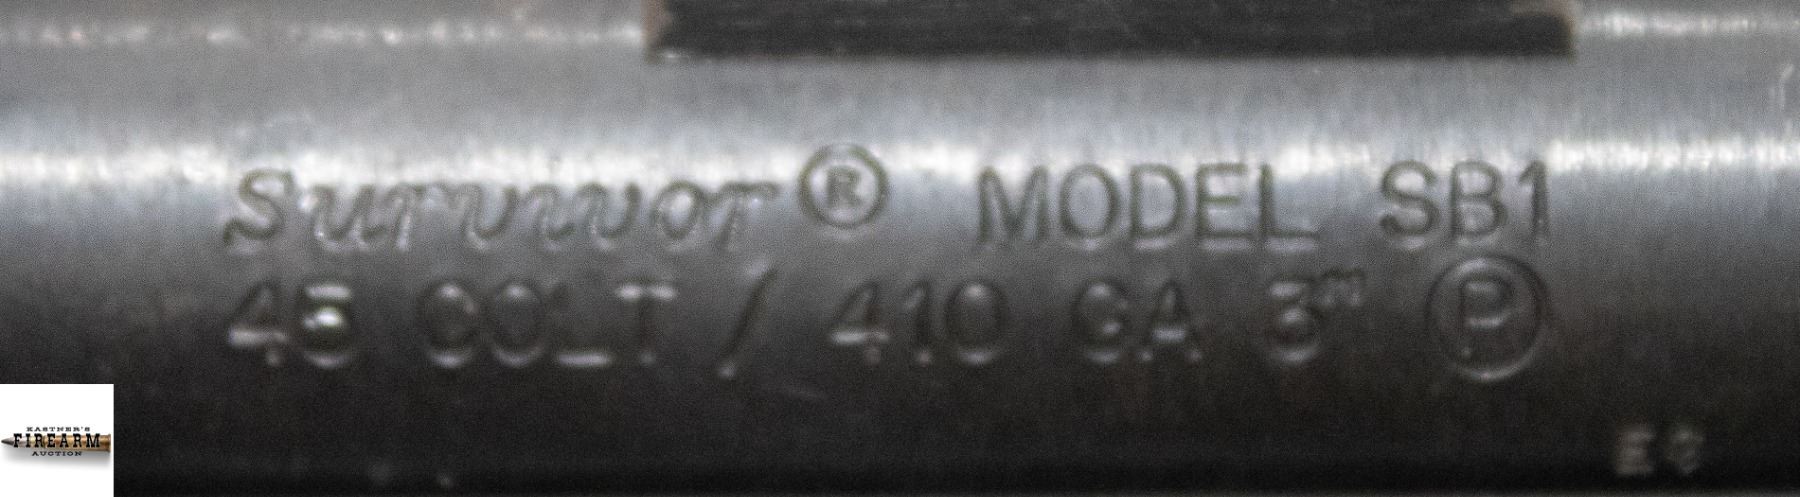 Survivor® MODEL SB1
45 COLT / 410 GA 3" Ⓟ
KASTNER'S
FIREARM
AUCTION